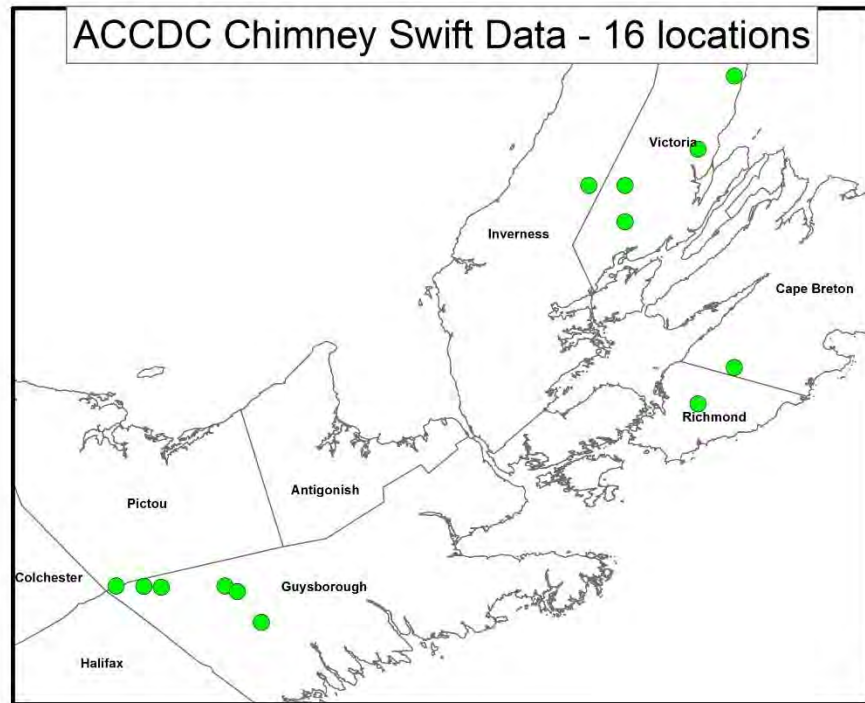 ACCDC Chimney Swift Data - 16 locations
Victoria
Inverness
Cape Breton
Richmond
Antigonish
Pictou
Colchester
Guysborough
Halifax